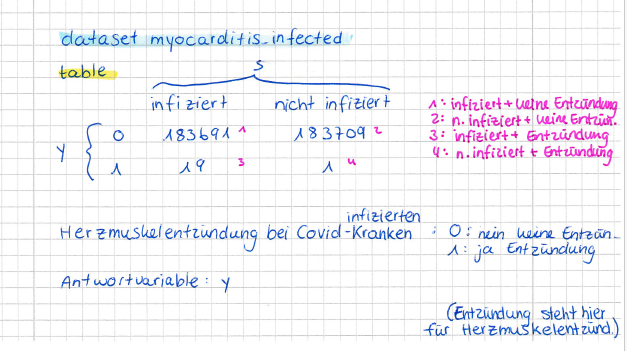 dataset myocarditis_infected
table
S
infiziert nicht infiziert
0 183691 1 183709 2
Y
1 19 3 1 4
1: infiziert + keine Entzündung
2: n. infiziert + keine Entzün.
3: infiziert + Entzündung
4: n. infiziert + Entzündung
infizierten
Herzmuskelentzündung bei Covid-Kranken : 0: nein keine Entzün-
1: ja Entzündung
Antwortvariable: y
(Entzündung steht hier
für Herzmuskelentzünd.)